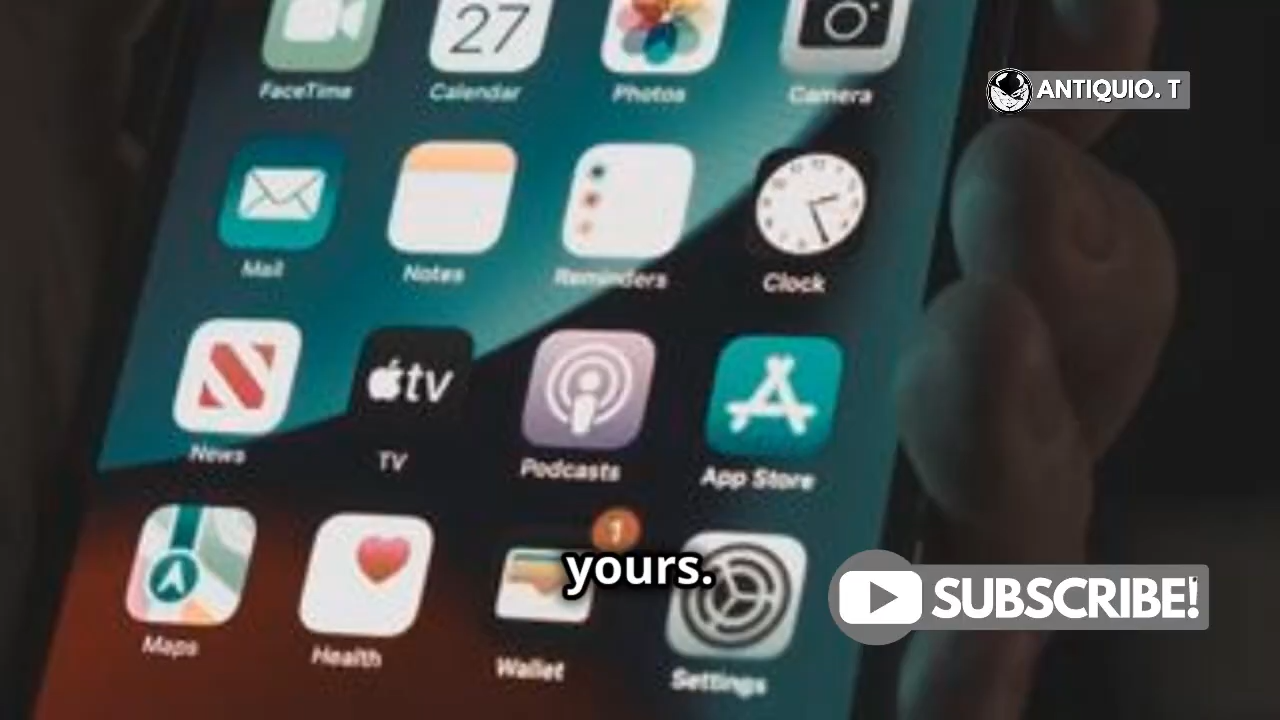 27
FaceTime
Calendar
Photos
Camera
ANTIQUIO. T
Mail
Notes
Reminders
Clock
tv
News
TV
Podcasts
App Store
1
yours.
SUBSCRIBE!
Maps
Health
Wallet
Settings